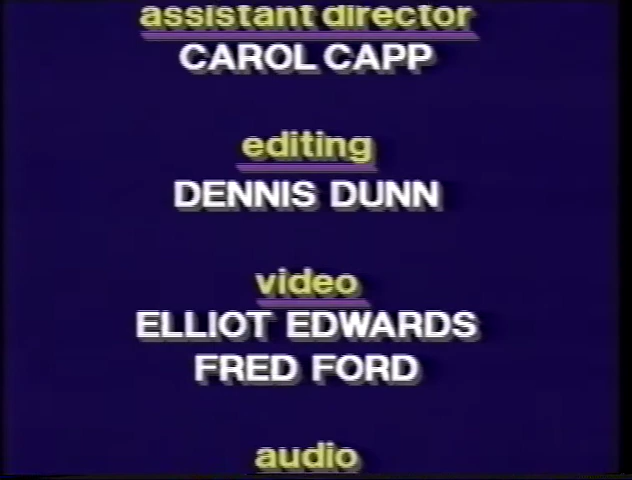 assistant director
CAROL CAPP
editing
DENNIS DUNN
video
ELLIOT EDWARDS
FRED FORD
audio